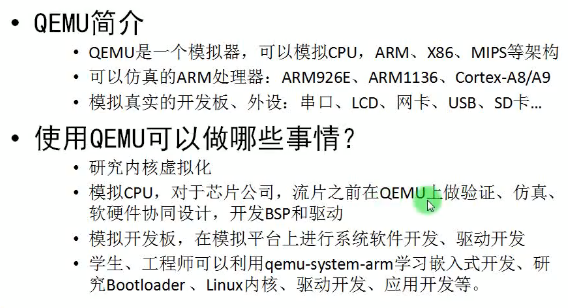 • QEMU简介
• QEMU是一个模拟器，可以模拟CPU，ARM、X86、MIPS等架构
• 可以仿真的ARM处理器：ARM926E、ARM1136、Cortex-A8/A9
• 模拟真实的开发板、外设：串口、LCD、网卡、USB、SD卡...
• 使用QEMU可以做哪些事情？
• 研究内核虚拟化
• 模拟CPU，对于芯片公司，流片之前在QEMU上做验证、仿真、
软硬件协同设计，开发BSP和驱动
• 模拟开发板，在模拟平台上进行系统软件开发、驱动开发
• 学生、工程师可以利用qemu-system-arm学习嵌入式开发、研
究Bootloader 、Linux内核、驱动开发、应用开发等。